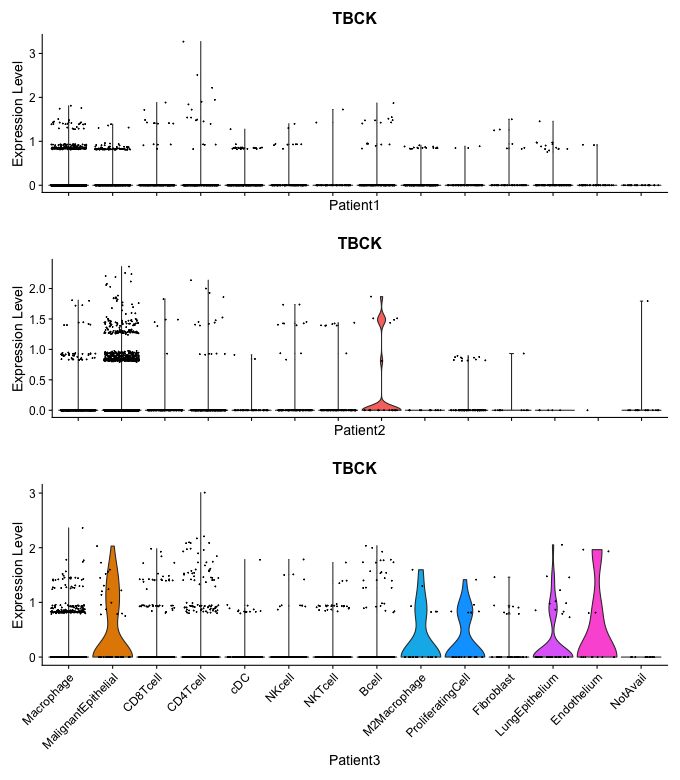 TBCK
Expression Level
3
2
1
0
Patient1
TBCK
Expression Level
2.0
1.5
1.0
0.5
0.0
Patient2
TBCK
Expression Level
3
2
1
0
Macrophage
MalignantEpithelial
CD8Tcell
CD4Tcell
cDC
NKcell
NKTcell
Bcell
M2Macrophage
ProliferatingCell
Fibroblast
LungEpithelium
Endothelium
NotAvail
Patient3